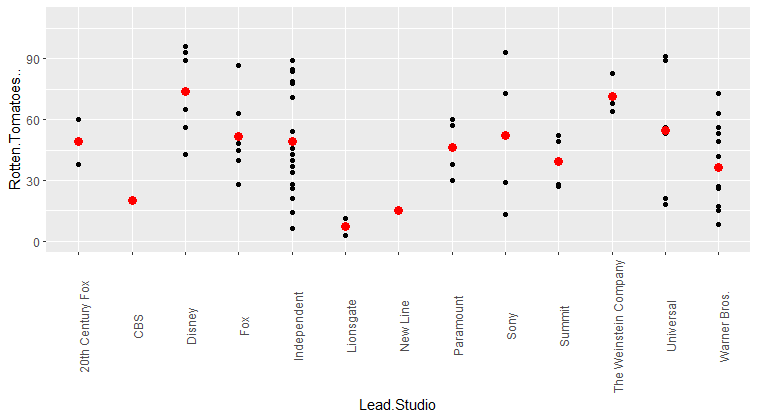 Rotten.Tomatoes..
90
60
30
0
20th Century Fox
CBS
Disney
Fox
Independent
Lionsgate
New Line
Paramount
Sony
Summit
The Weinstein Company
Universal
Warner Bros.
Lead.Studio